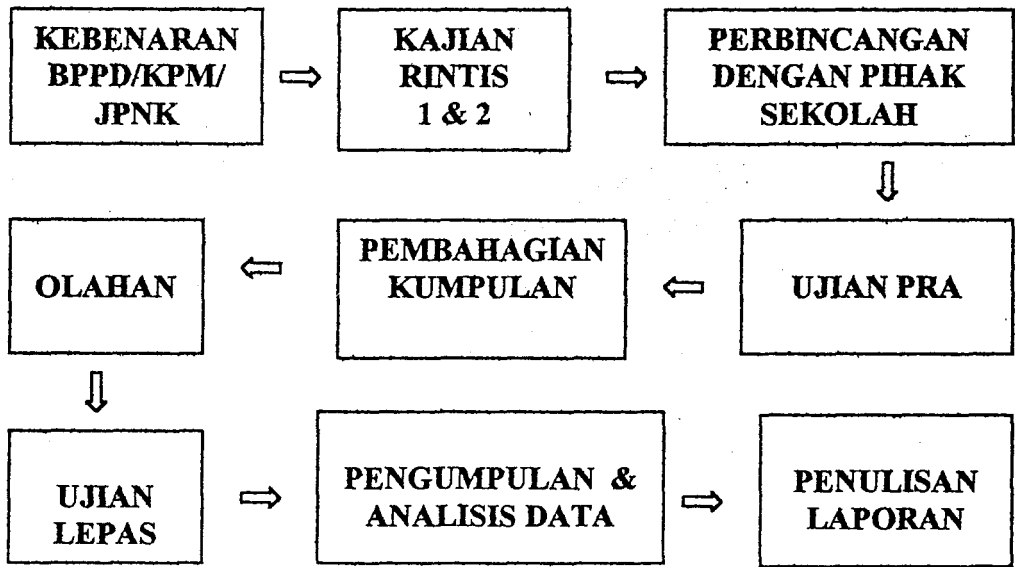 KEBENARAN
BPPD/KPM/
JPNK
KAJIAN
RINTIS
1 & 2
PERBINCANGAN
DENGAN PIHAK
SEKOLAH
UJIAN PRA
PEMBAHAGIAN
KUMPULAN
OLAHAN
UJIAN
LEPAS
PENGUMPULAN &
ANALISIS DATA
PENULISAN
LAPORAN